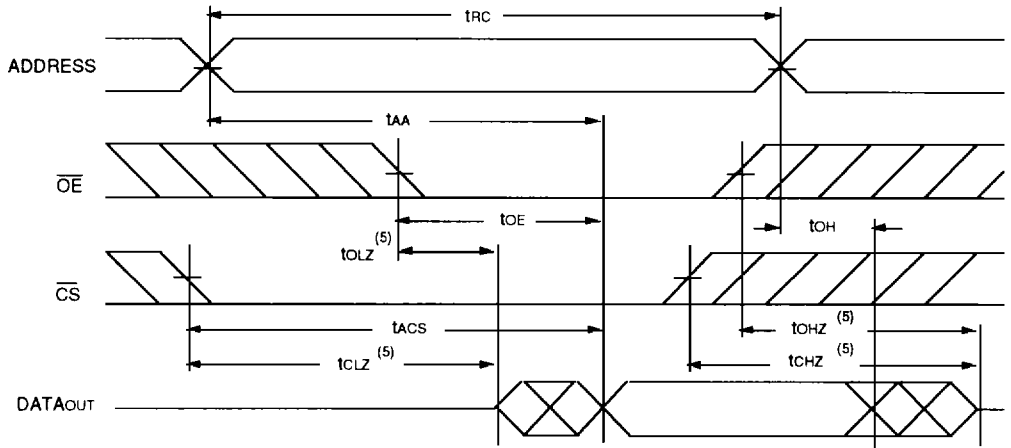 tRC
ADDRESS
tAA
OE
tOE
tOH
tOLZ (5)
CS
tACS
tOHZ (5)
tCLZ (5)
tCHZ (5)
DATAOUT